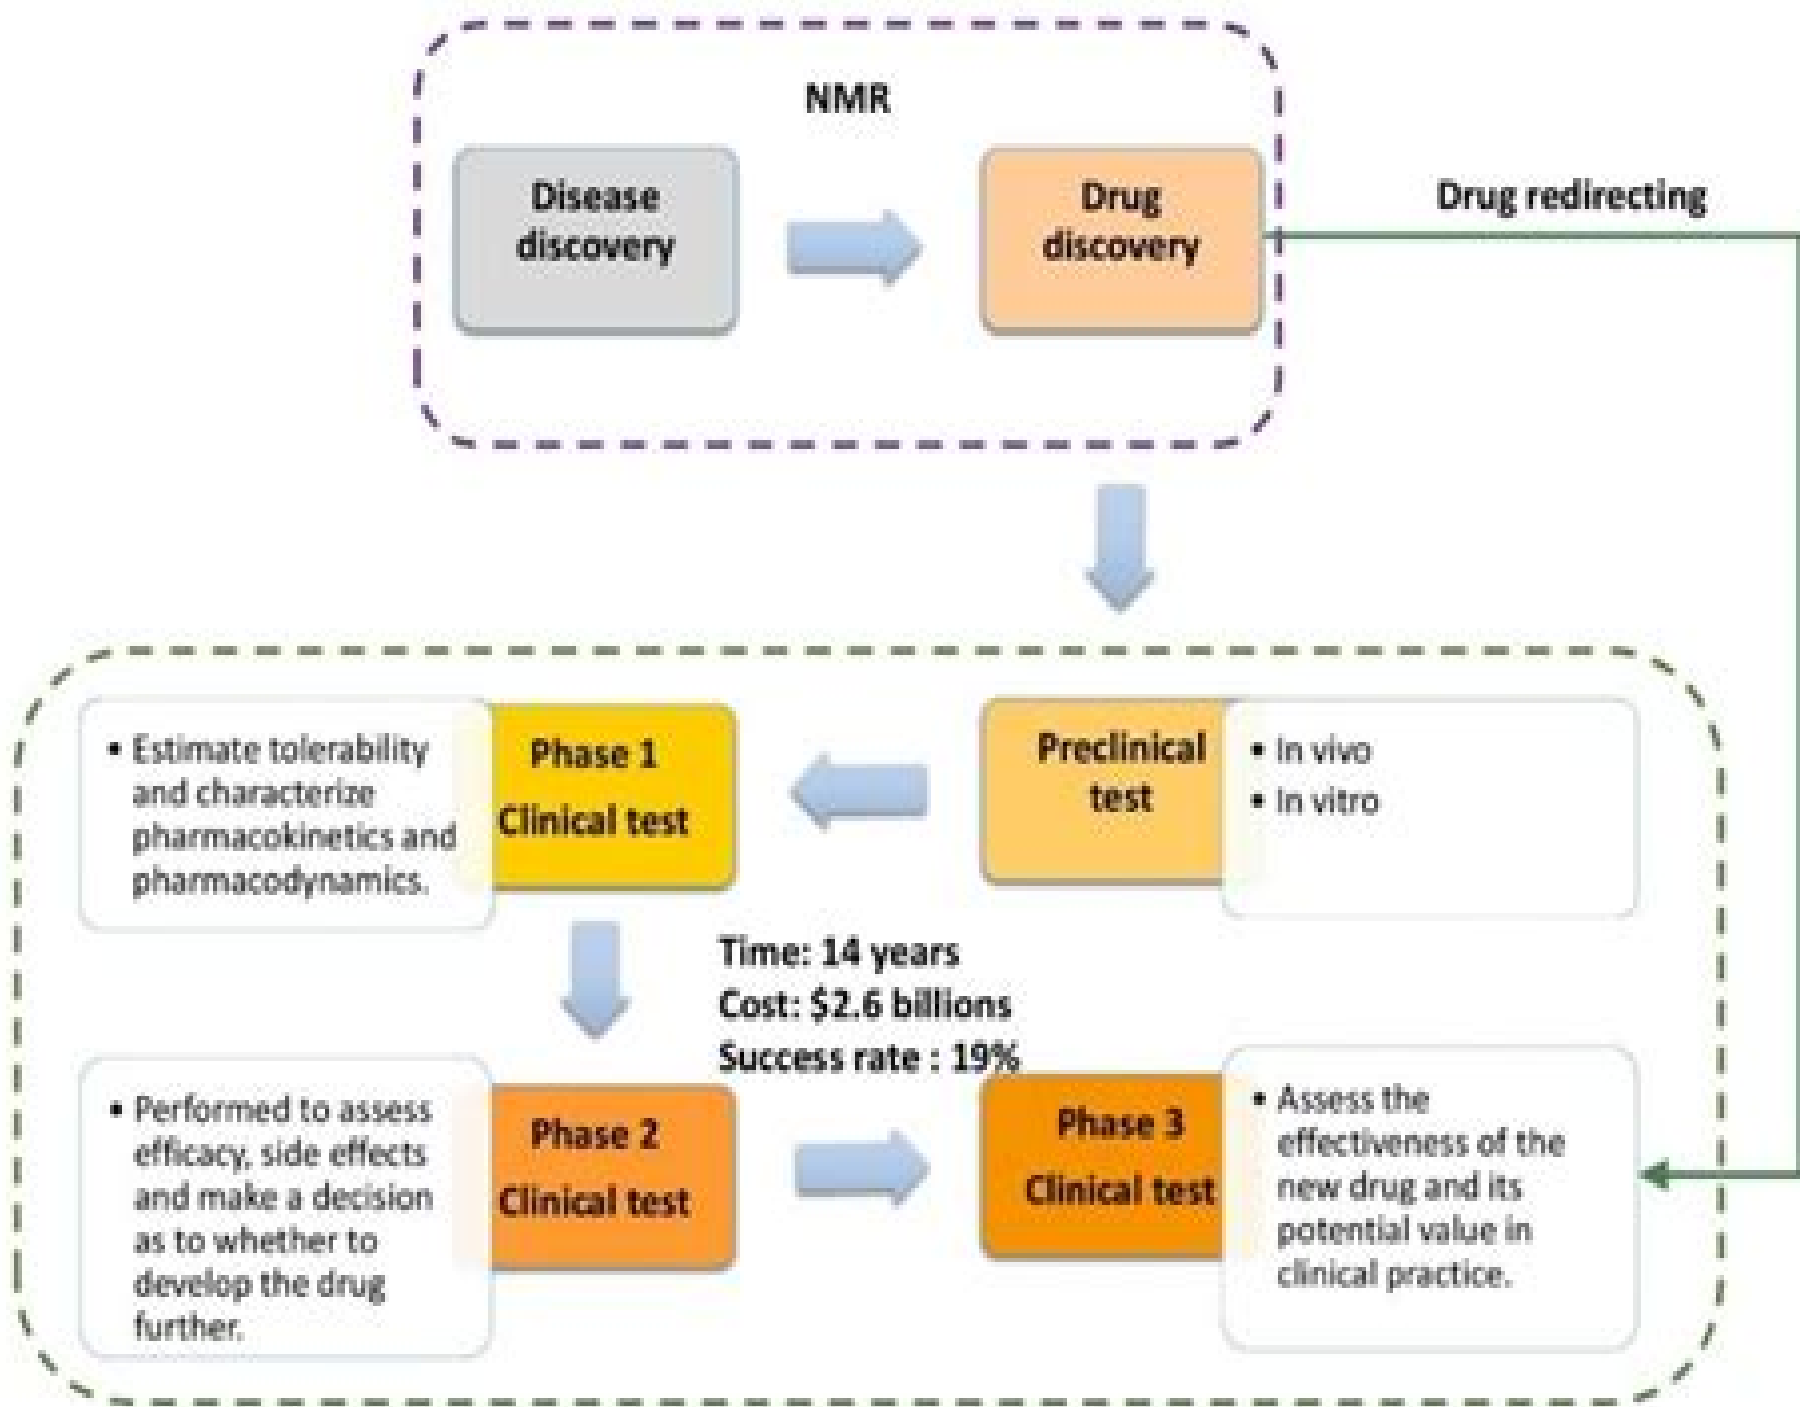 NMR
Disease
discovery
Drug
discovery
Drug redirecting
Phase 1
Clinical test
• Estimate tolerability
and characterize
pharmacokinetics and
pharmacodynamics.
Preclinical
test
• In vivo
• In vitro
Time: 14 years
Cost: $2.6 billions
Success rate : 19%
Phase 2
Clinical test
• Performed to assess
efficacy, side effects
and make a decision
as to whether to
develop the drug
further.
Phase 3
Clinical test
• Assess the
effectiveness of the
new drug and its
potential value in
clinical practice.